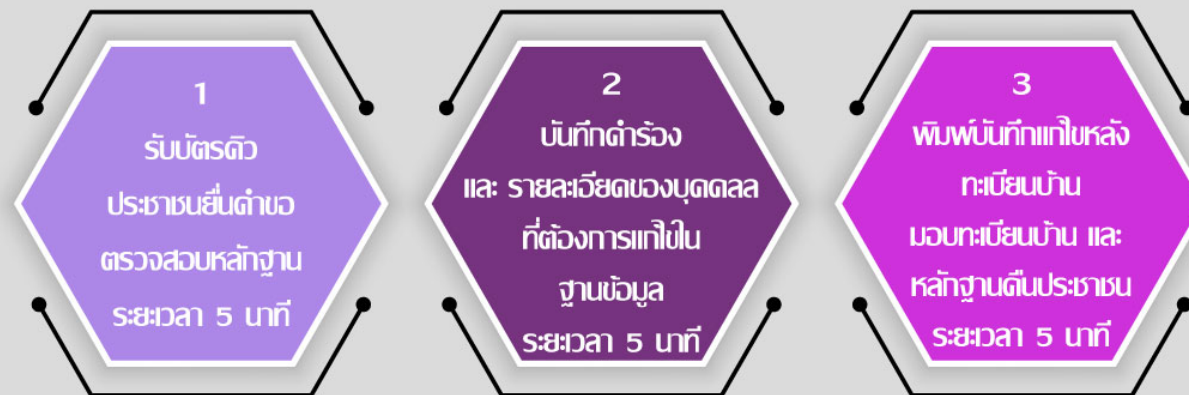 1
รับบัตรคิว
ประชาชนยื่นคำขอ
ตรวจสอบหลักฐาน
ระยะเวลา 5 นาที
2
บันทึกคำร้อง
และ รายละเอียดของบุคคลล
ที่ต้องการแก้ไขใน
ฐานข้อมูล
ระยะเวลา 5 นาที
3
พิมพ์บันทึกแก้ไขหลัง
ทะเบียนบ้าน
มอบทะเบียนบ้าน และ
หลักฐานคืนประชาชน
ระยะเวลา 5 นาที